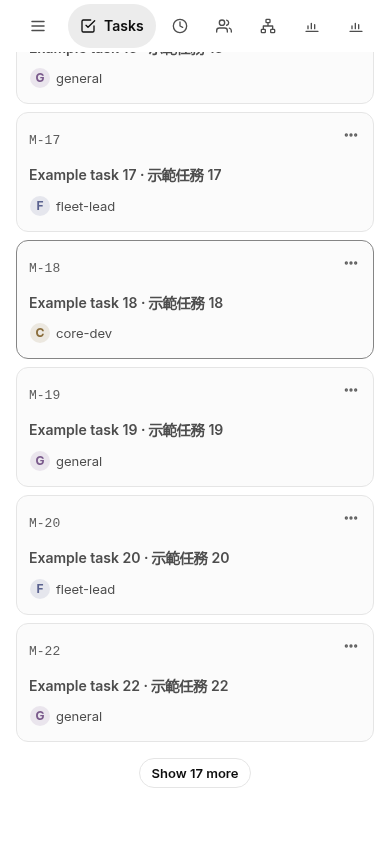 Tasks
G general
M-17
Example task 17 · 示範任務 17
F fleet-lead
M-18
Example task 18 · 示範任務 18
C core-dev
M-19
Example task 19 · 示範任務 19
G general
M-20
Example task 20 · 示範任務 20
F fleet-lead
M-22
Example task 22 · 示範任務 22
G general
Show 17 more